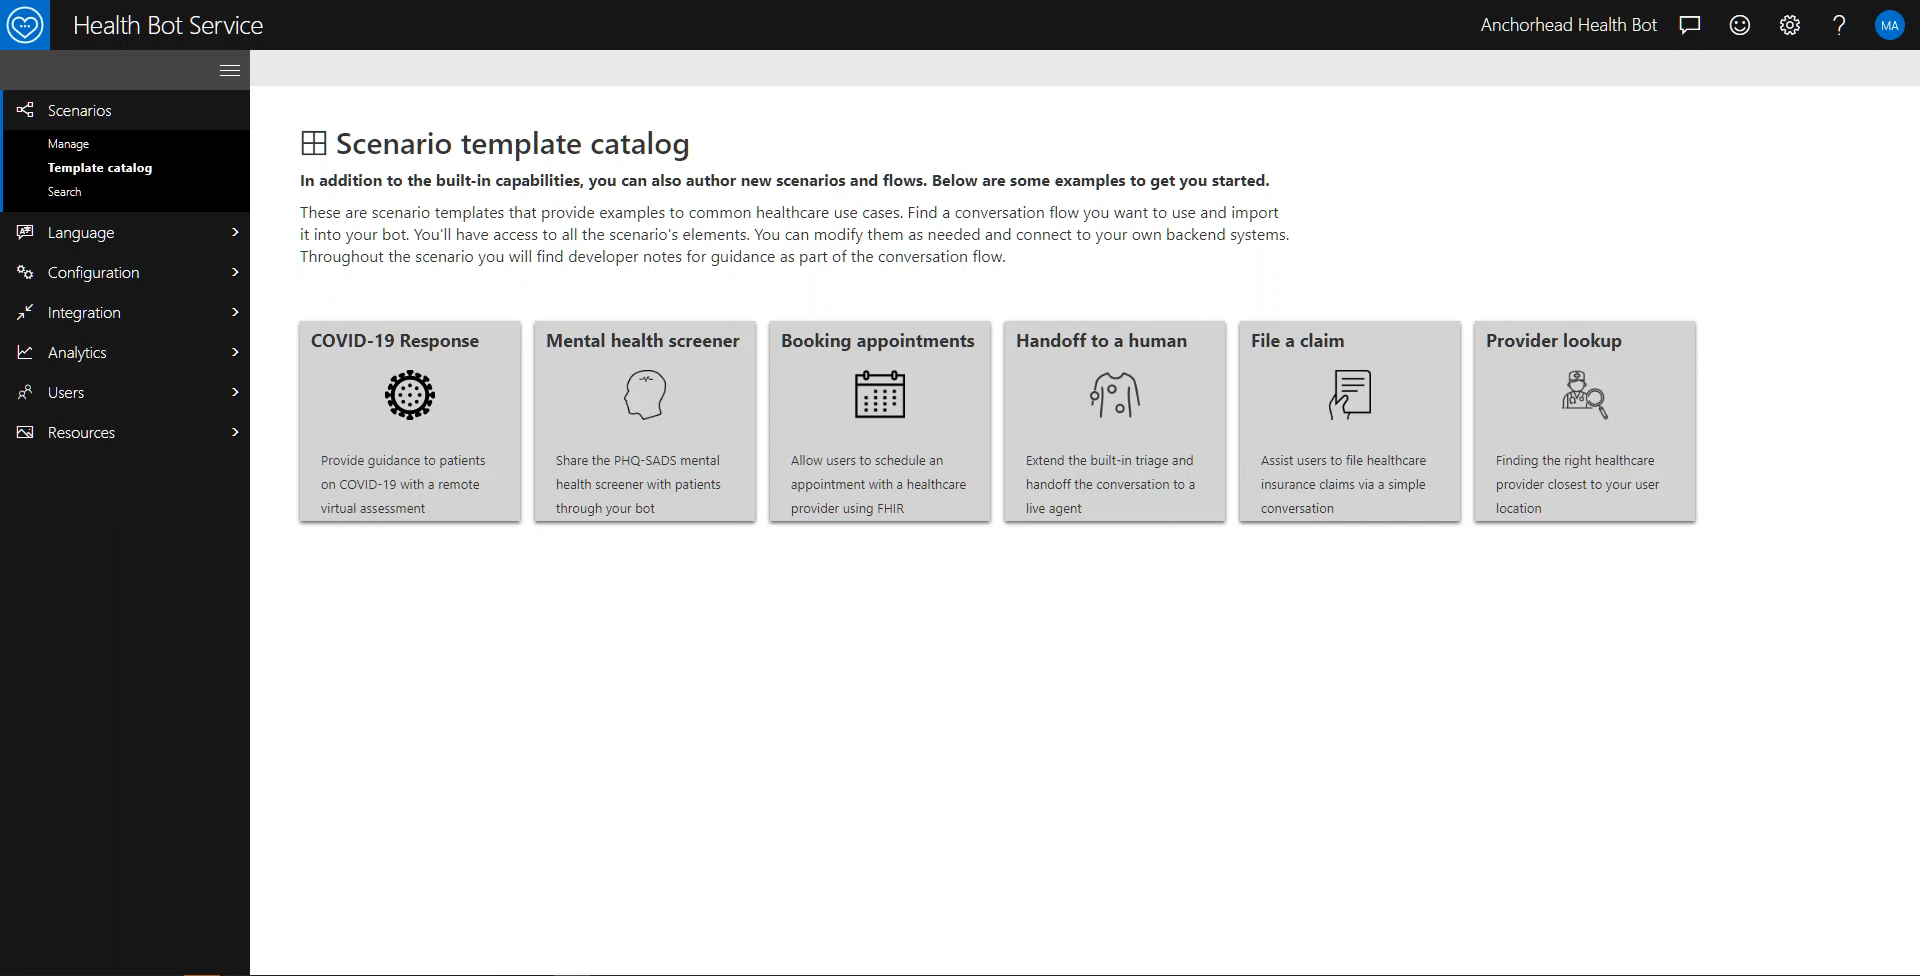 Health Bot Service
Anchorhead Health Bot
?
MA
Scenarios
Manage
Template catalog
Search
Language
Configuration
Integration
Analytics
Users
Resources
Scenario template catalog
In addition to the built-in capabilities, you can also author new scenarios and flows. Below are some examples to get you started.
These are scenario templates that provide examples to common healthcare use cases. Find a conversation flow you want to use and import
it into your bot. You'll have access to all the scenario's elements. You can modify them as needed and connect to your own backend systems.
Throughout the scenario you will find developer notes for guidance as part of the conversation flow.
COVID-19 Response
Provide guidance to patients
on COVID-19 with a remote
virtual assessment
Mental health screener
Share the PHQ-SADS mental
health screener with patients
through your bot
Booking appointments
Allow users to schedule an
appointment with a healthcare
provider using FHIR
Handoff to a human
Extend the built-in triage and
handoff the conversation to a
live agent
File a claim
Assist users to file healthcare
insurance claims via a simple
conversation
Provider lookup
Finding the right healthcare
provider closest to your user
location